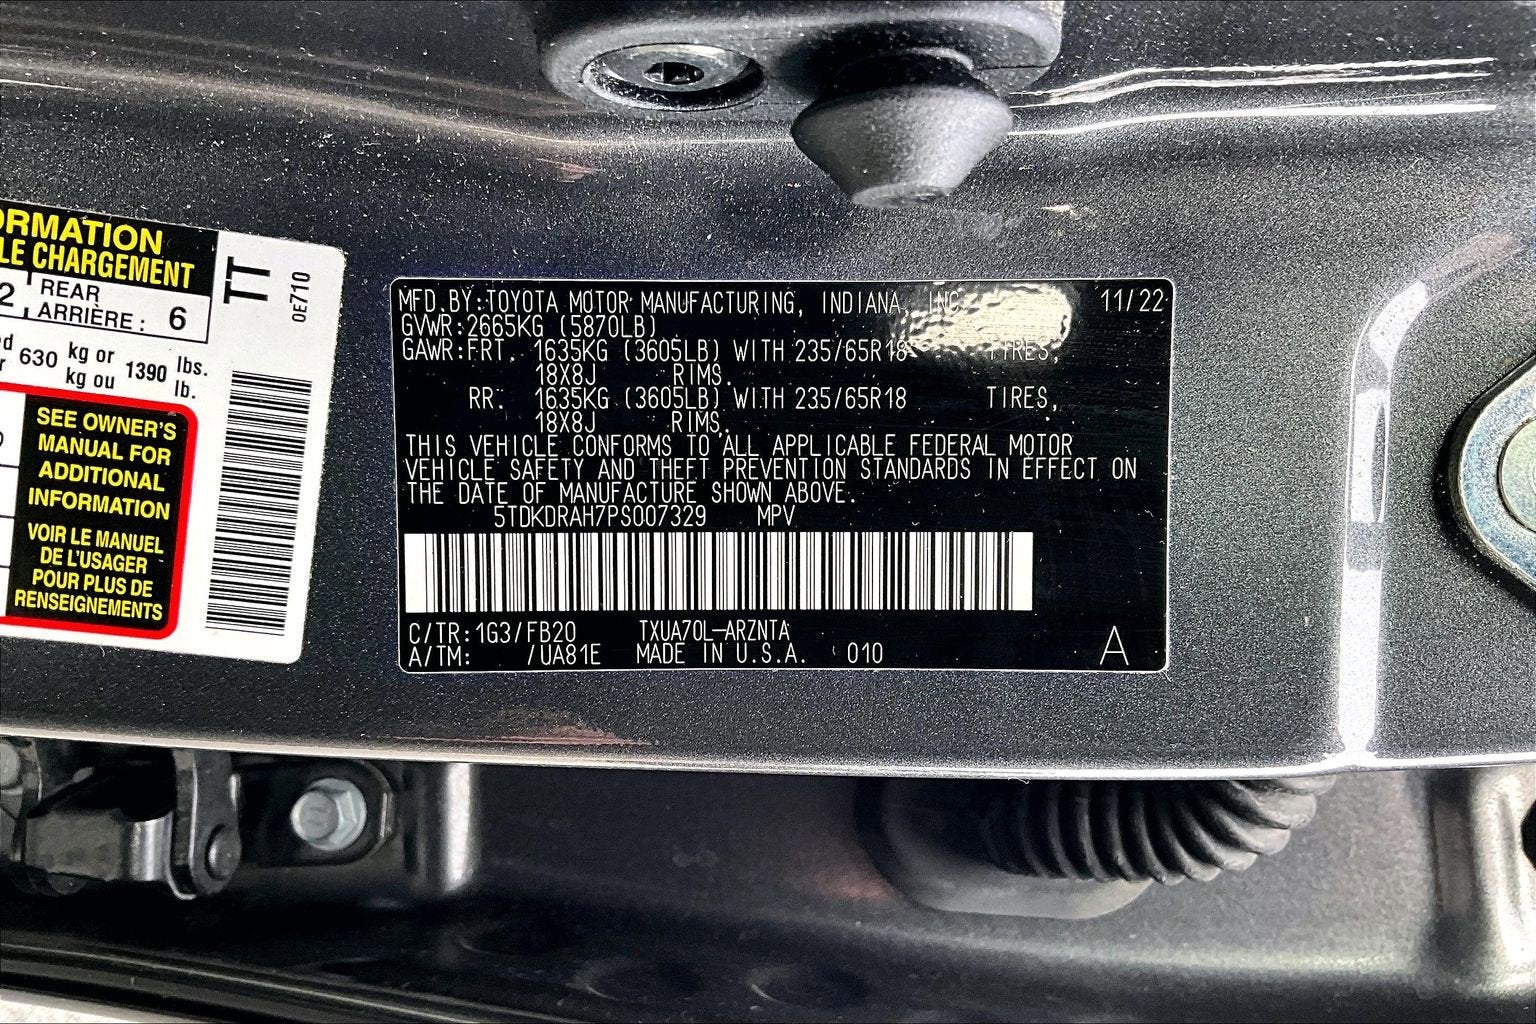 ORMATION
LE CHARGEMENT
2 REAR
ARRIÈRE : 6
630 kg or 1390 lbs.
kg ou lb.
SEE OWNER'S
MANUAL FOR
ADDITIONAL
INFORMATION
VOIR LE MANUEL
DE L'USAGER
POUR PLUS DE
RENSEIGNEMENTS
TT
0E710
MFD.BY:TOYOTA MOTOR MANUFACTURING, INDIANA, INC. 11/22
GVWR:2665KG (5870LB)
GAWR:FRT. 1635KG (3605LB) WITH 235/65R18 TIRES,
18X8J RIMS.
RR. 1635KG (3605LB) WITH 235/65R18 TIRES,
18X8J RIMS.
THIS VEHICLE CONFORMS TO ALL APPLICABLE FEDERAL MOTOR
VEHICLE SAFETY AND THEFT PREVENTION STANDARDS IN EFFECT ON
THE DATE OF MANUFACTURE SHOWN ABOVE.
5TDKDRAH7PS007329 MPV
C/TR:1G3/FB20 TXUA70L-ARZNTA
A/TM: /UA81E MADE IN U.S.A. 010 A